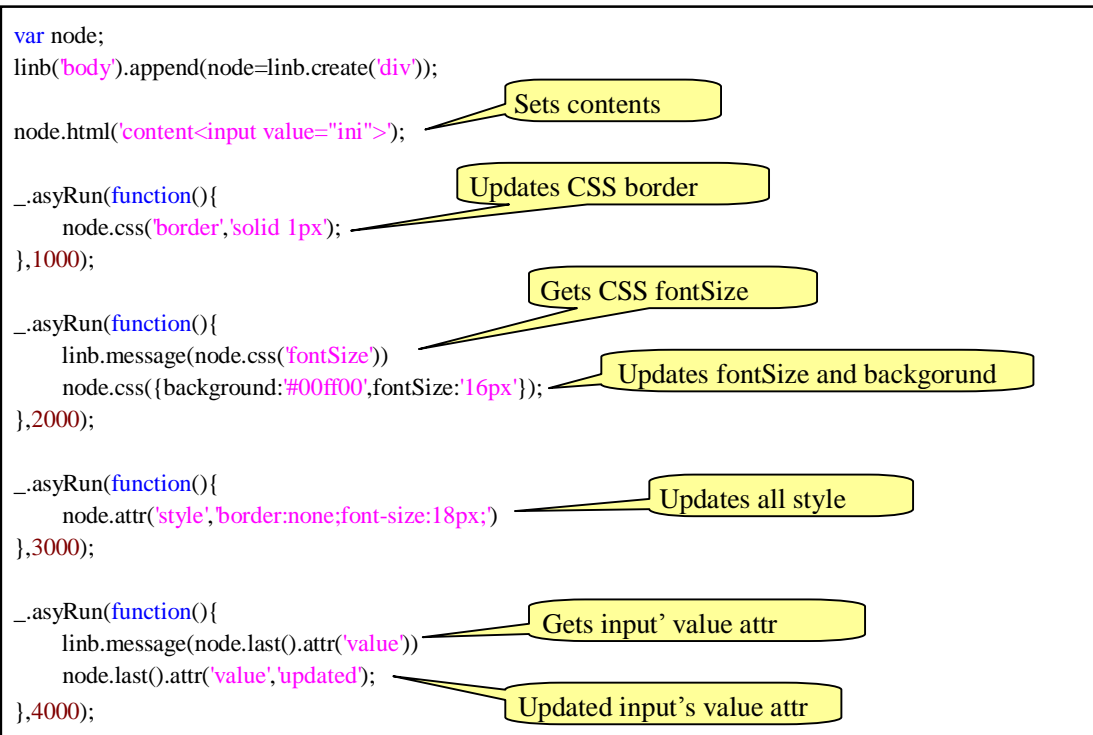 var node;
linb('body').append(node=linb.create('div'));
Sets contents
node.html('content<input value="ini">');
Updates CSS border
_.asyRun(function(){
node.css('border','solid 1px');
},1000);
Gets CSS fontSize
_.asyRun(function(){
linb.message(node.css('fontSize'))
Updates fontSize and backgorund
node.css({background:'#00ff00',fontSize:'16px'});
},2000);
_.asyRun(function(){
Updates all style
node.attr('style','border:none;font-size:18px;')
},3000);
_.asyRun(function(){
Gets input’ value attr
linb.message(node.last().attr('value'))
node.last().attr('value','updated');
Updated input’s value attr
},4000);